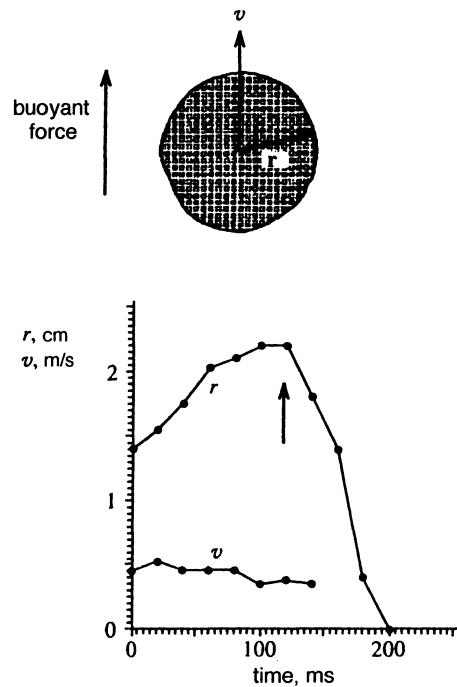 v
buoyant
force
r
r, cm
v, m/s
2
r
1
v
0
0
100
200
time, ms